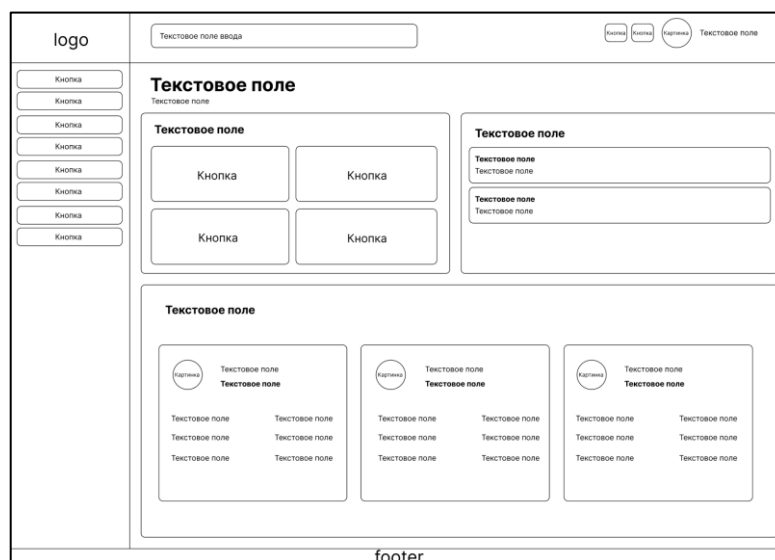 logo
Текстовое поле ввода
Кнопка
Кнопка
Картинка
Текстовое поле
Кнопка
Кнопка
Кнопка
Кнопка
Кнопка
Кнопка
Кнопка
Кнопка
Текстовое поле
Текстовое поле
Текстовое поле
Кнопка
Кнопка
Кнопка
Кнопка
Текстовое поле
Текстовое поле
Текстовое поле
Текстовое поле
Текстовое поле
Текстовое поле
Картинка
Текстовое поле
Текстовое поле
Текстовое поле Текстовое поле
Текстовое поле Текстовое поле
Текстовое поле Текстовое поле
Картинка
Текстовое поле
Текстовое поле
Текстовое поле Текстовое поле
Текстовое поле Текстовое поле
Текстовое поле Текстовое поле
Картинка
Текстовое поле
Текстовое поле
Текстовое поле Текстовое поле
Текстовое поле Текстовое поле
Текстовое поле Текстовое поле
footer